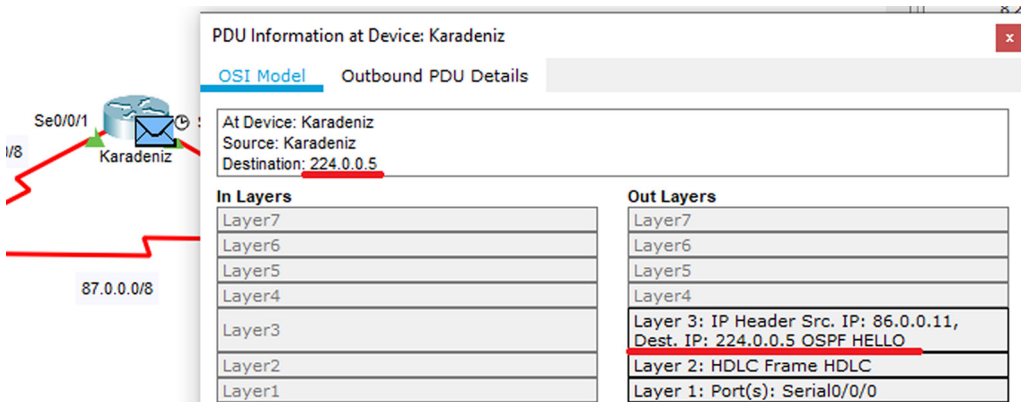 PDU Information at Device: Karadeniz
x
OSI Model
Outbound PDU Details
At Device: Karadeniz
Source: Karadeniz
Destination: 224.0.0.5
Se0/0/1
Karadeniz
/8
87.0.0.0/8
In Layers
Layer7
Layer6
Layer5
Layer4
Layer3
Layer2
Layer1
Out Layers
Layer7
Layer6
Layer5
Layer4
Layer 3: IP Header Src. IP: 86.0.0.11,
Dest. IP: 224.0.0.5 OSPF HELLO
Layer 2: HDLC Frame HDLC
Layer 1: Port(s): Serial0/0/0